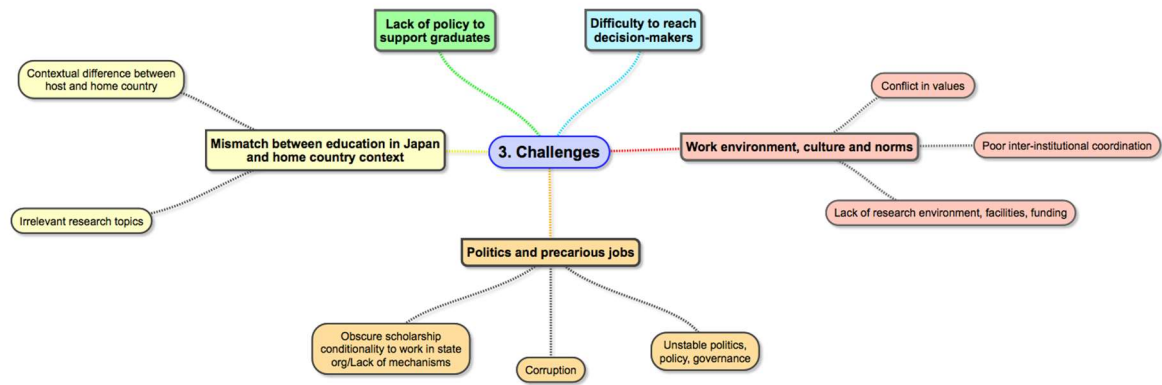 Lack of policy to
support graduates
Difficulty to reach
decision-makers
Contextual difference between
host and home country
Conflict in values
Mismatch between education in Japan
and home country context
3. Challenges
Work environment, culture and norms
Poor inter-institutional coordination
Irrelevant research topics
Lack of research environment, facilities, funding
Politics and precarious jobs
Obscure scholarship
conditionality to work in state
org/Lack of mechanisms
Corruption
Unstable politics,
policy, governance